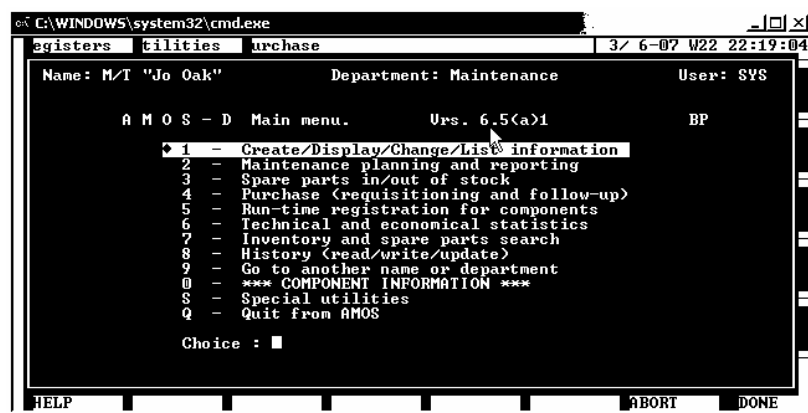 C:\WINDOWS\system32\cmd.exe
egisters tilities urchase 3/ 6-07 W22 22:19:04
Name: M/T "Jo Oak" Department: Maintenance User: SYS
A M O S - D Main menu. Vrs. 6.5(a)1 BP
1 - Create/Display/Change/List information
2 - Maintenance planning and reporting
3 - Spare parts in/out of stock
4 - Purchase (requisitioning and follow-up)
5 - Run-time registration for components
6 - Technical and economical statistics
7 - Inventory and spare parts search
8 - History (read/write/update)
9 - Go to another name or department
0 - *** COMPONENT INFORMATION ***
S - Special utilities
Q - Quit from AMOS
Choice :
HELP ABORT DONE